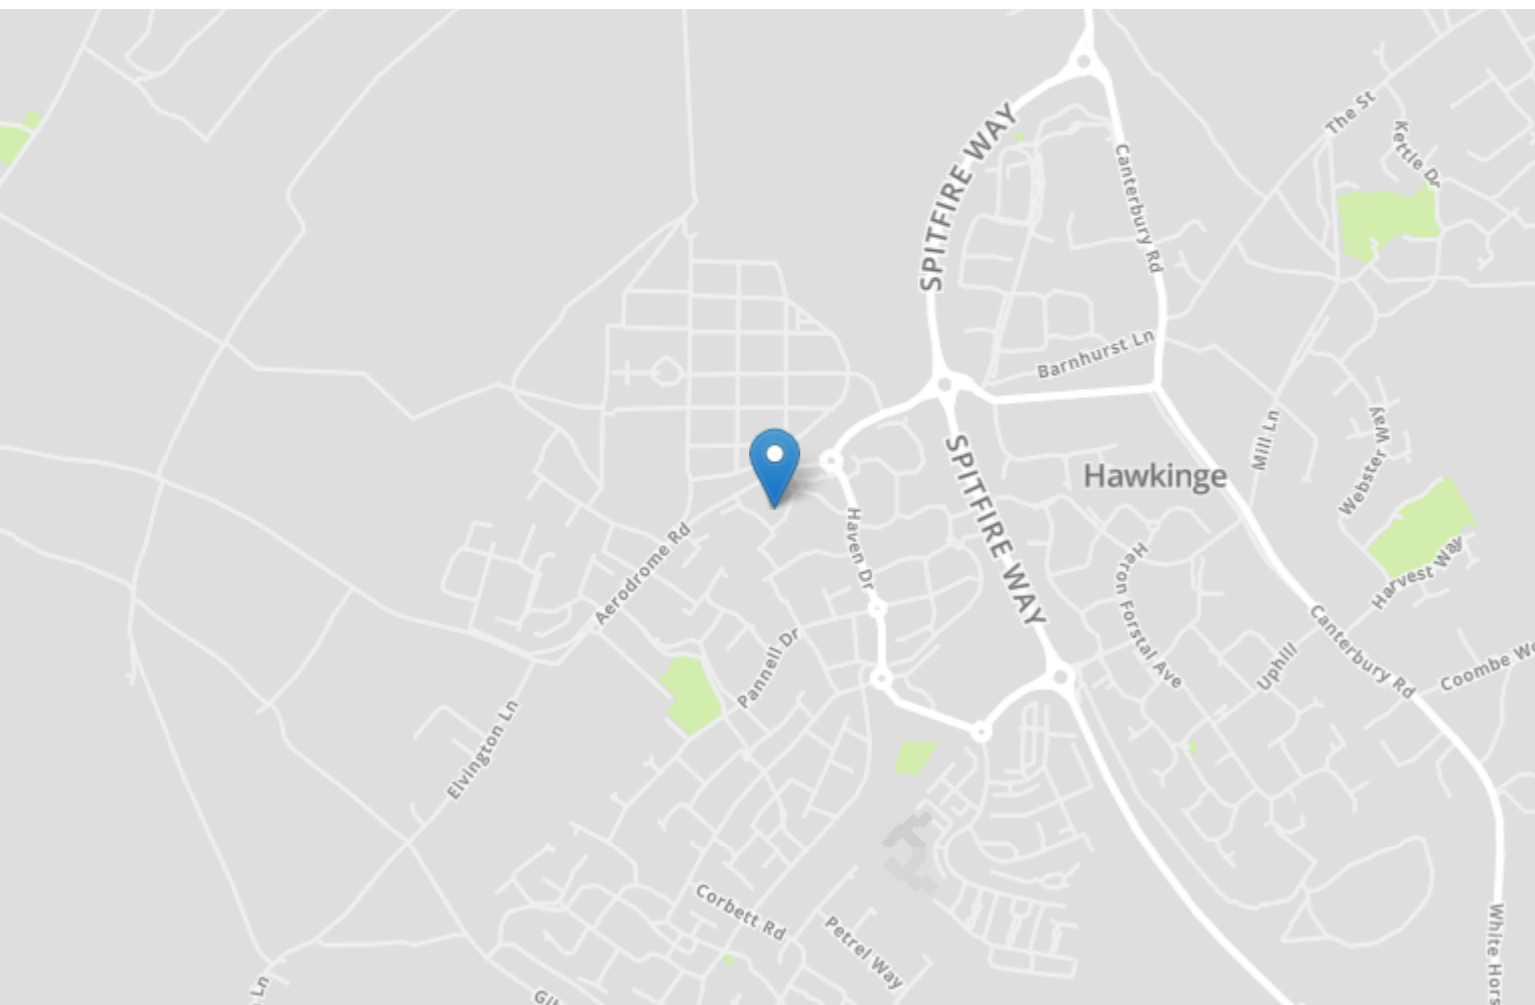 The St
Kettle Dr
SPITFIRE WAY
Canterbury Rd
Barnhurst Ln
Mill Ln
Webster Way
Hawkinge
SPITFIRE WAY
Haven Dr
Aerodrome Rd
Heron Forstal Ave
Harvest Way
Pannell Dr
Uphill
Canterbury Rd
Coombe Wo
Elvington Ln
Corbett Rd
Petrel Way
White Hors
Ln